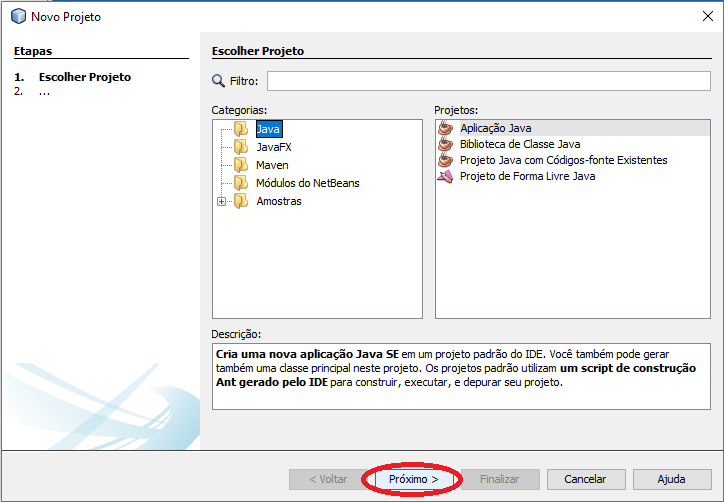 Novo Projeto
Etapas
1. Escolher Projeto
2. ...
Escolher Projeto
Filtro:
Categorias:
Java
JavaFX
Maven
Módulos do NetBeans
Amostras
Projetos:
Aplicação Java
Biblioteca de Classe Java
Projeto Java com Códigos-fonte Existentes
Projeto de Forma Livre Java
Descrição:
Cria uma nova aplicação Java SE em um projeto padrão do IDE. Você também pode gerar
também uma classe principal neste projeto. Os projetos padrão utilizam um script de construção
Ant gerado pelo IDE para construir, executar, e depurar seu projeto.
< Voltar
Próximo >
Finalizar
Cancelar
Ajuda